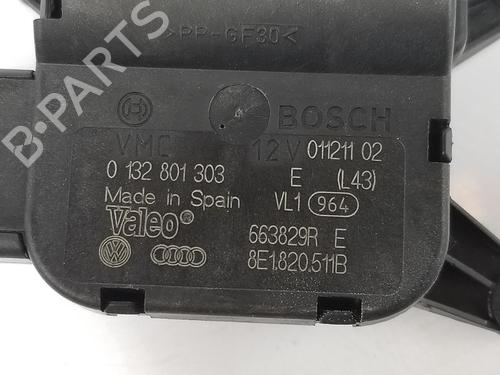 >PP-GF30<
BOSCH
VMC 12V 011211 02
0 132 801 303 E (L43)
Made in Spain VL1 964
Valeo® 663829R E
8E1.820.511B
B-PARTS